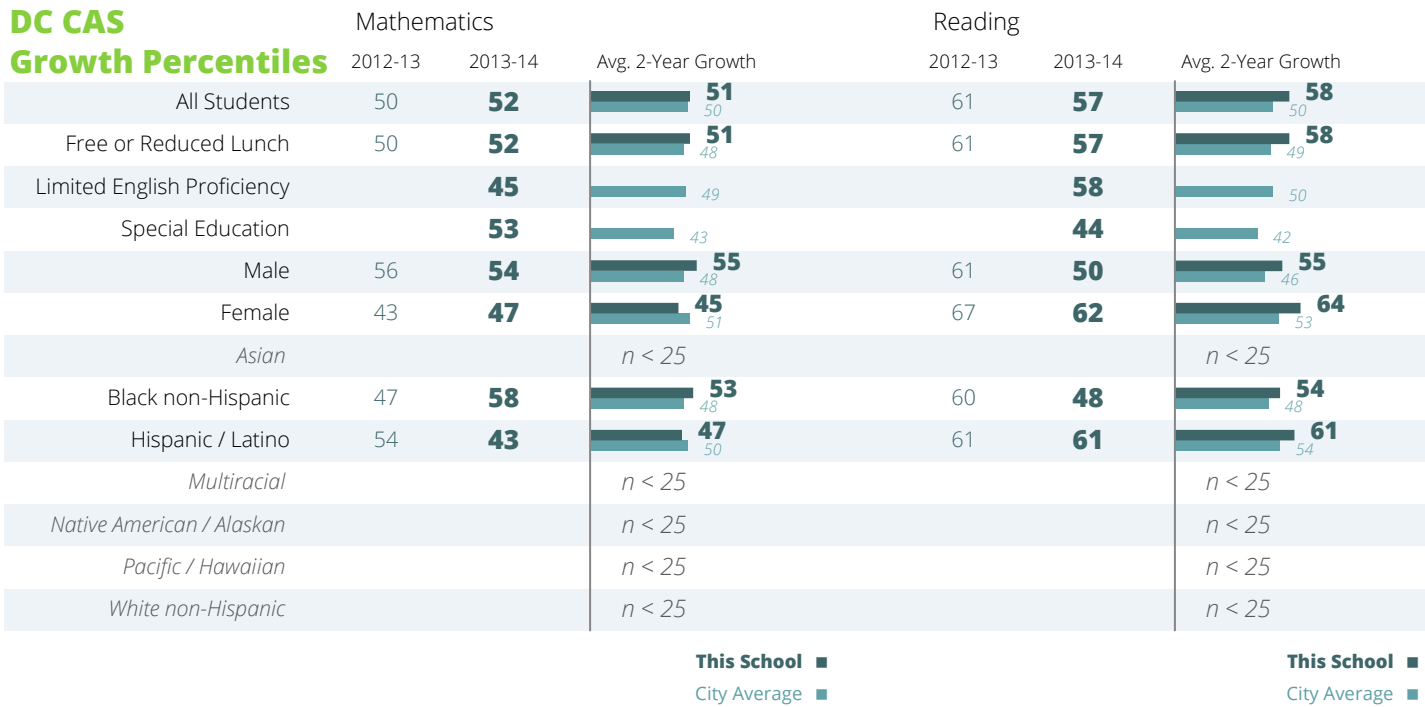 DC CAS
Growth Percentiles
Mathematics Reading
2012-13 2013-14 Avg. 2-Year Growth 2012-13 2013-14 Avg. 2-Year Growth
All Students 50 52 51 50 61 57 58 50
Free or Reduced Lunch 50 52 51 48 61 57 58 49
Limited English Proficiency 45 49 58 50
Special Education 53 43 44 42
Male 56 54 55 48 61 50 55 46
Female 43 47 45 51 67 62 64 53
Asian n < 25 n < 25
Black non-Hispanic 47 58 53 48 60 48 54 48
Hispanic / Latino 54 43 47 50 61 61 61 54
Multiracial n < 25 n < 25
Native American / Alaskan n < 25 n < 25
Pacific / Hawaiian n < 25 n < 25
White non-Hispanic n < 25 n < 25
This School This School
City Average City Average